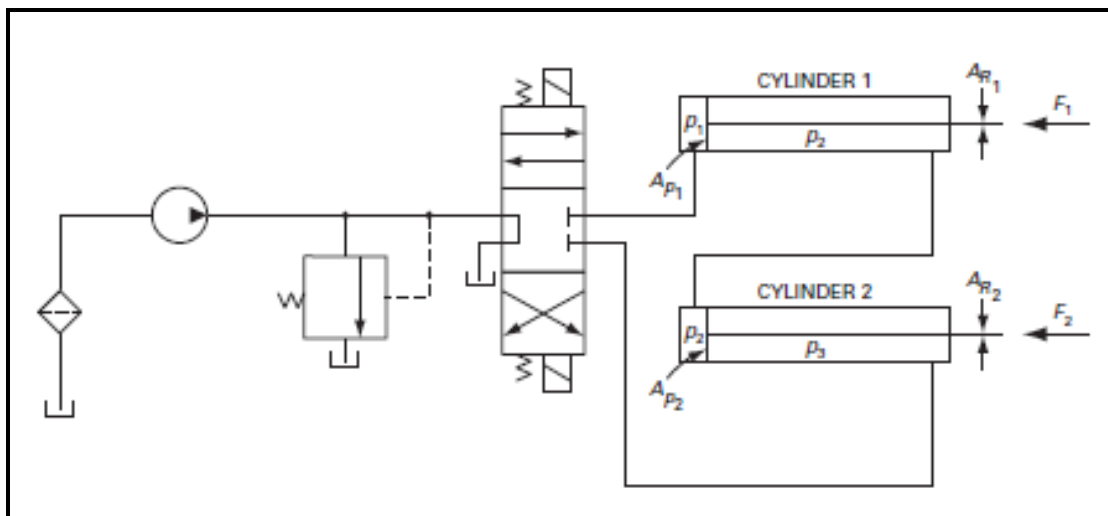 CYLINDER 1
p₁
p₂
A_R₁
F₁
A_p₁
CYLINDER 2
p₂
p₃
A_R₂
F₂
A_p₂